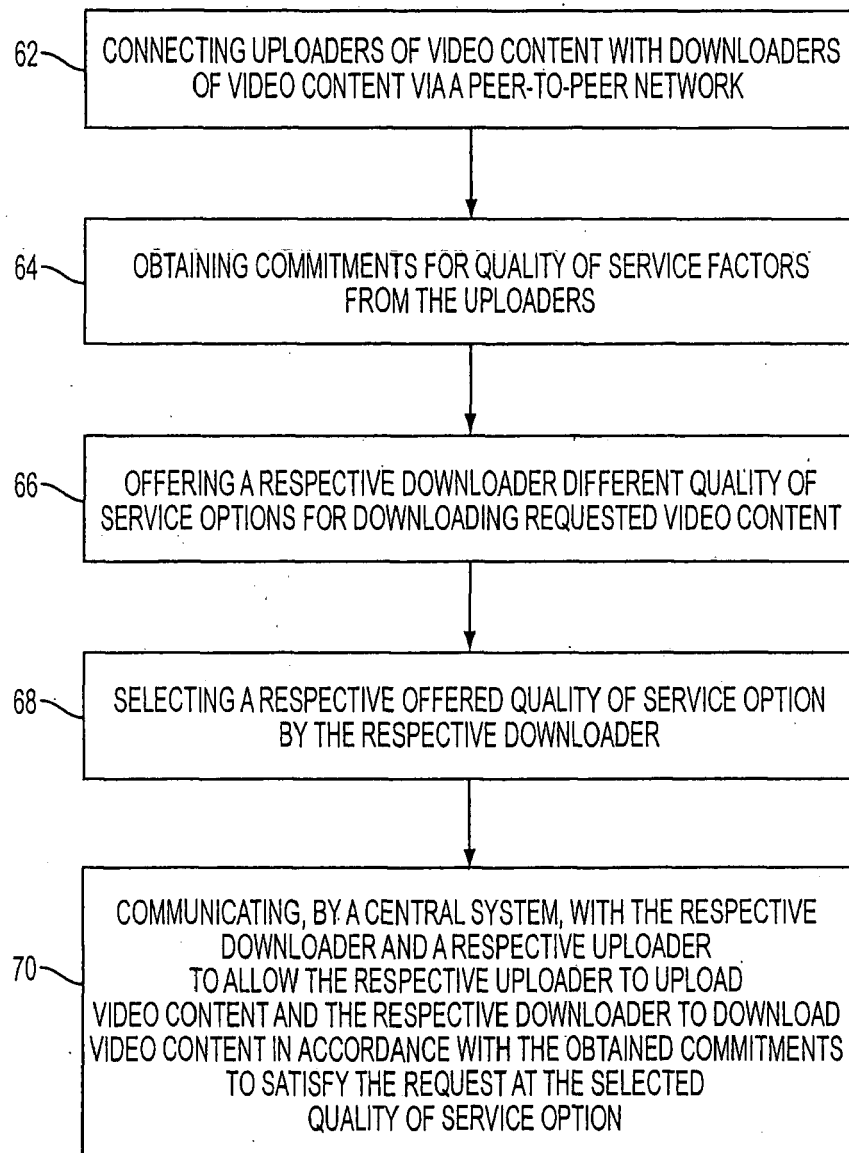 62
CONNECTING UPLOADERS OF VIDEO CONTENT WITH DOWNLOADERS
OF VIDEO CONTENT VIA A PEER-TO-PEER NETWORK
64
OBTAINING COMMITMENTS FOR QUALITY OF SERVICE FACTORS
FROM THE UPLOADERS
66
OFFERING A RESPECTIVE DOWNLOADER DIFFERENT QUALITY OF
SERVICE OPTIONS FOR DOWNLOADING REQUESTED VIDEO CONTENT
68
SELECTING A RESPECTIVE OFFERED QUALITY OF SERVICE OPTION
BY THE RESPECTIVE DOWNLOADER
70
COMMUNICATING, BY A CENTRAL SYSTEM, WITH THE RESPECTIVE
DOWNLOADER AND A RESPECTIVE UPLOADER
TO ALLOW THE RESPECTIVE UPLOADER TO UPLOAD
VIDEO CONTENT AND THE RESPECTIVE DOWNLOADER TO DOWNLOAD
VIDEO CONTENT IN ACCORDANCE WITH THE OBTAINED COMMITMENTS
TO SATISFY THE REQUEST AT THE SELECTED
QUALITY OF SERVICE OPTION